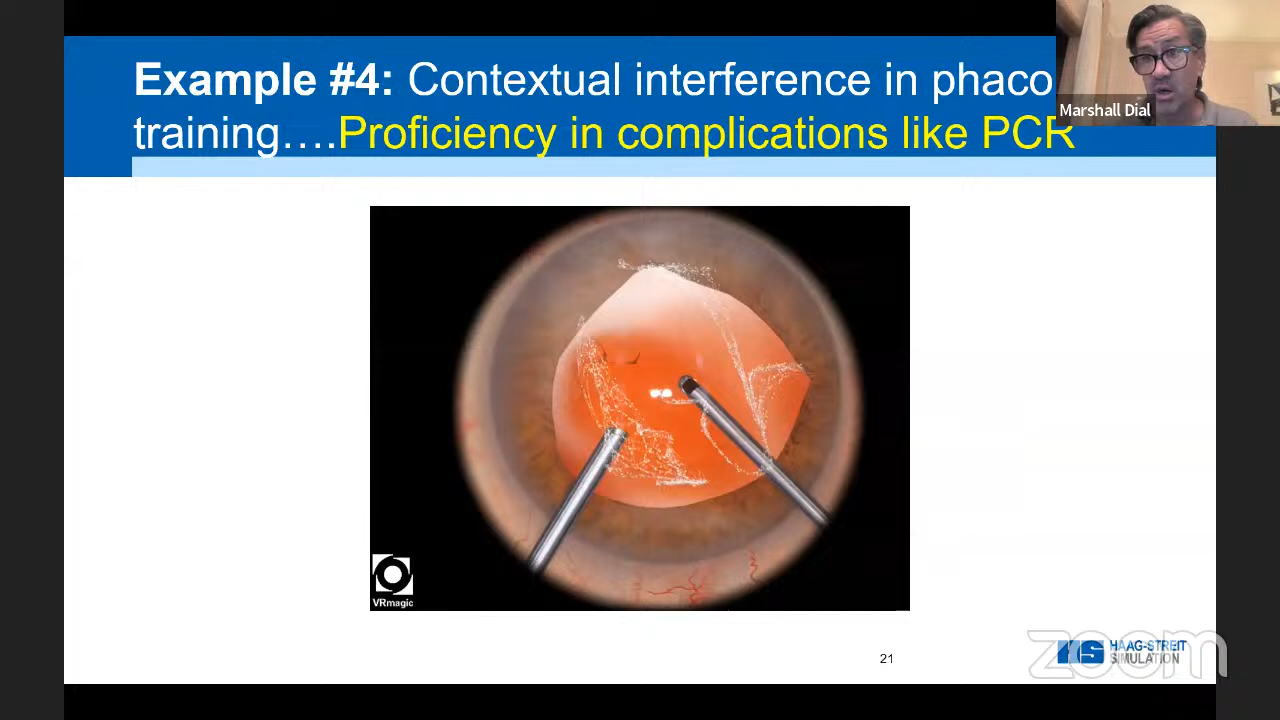 Example #4: Contextual interference in phaco
training….Proficiency in complications like PCR
Marshall Dial
VRmagic
21
HAAG-STREIT
SIMULATION
zoom